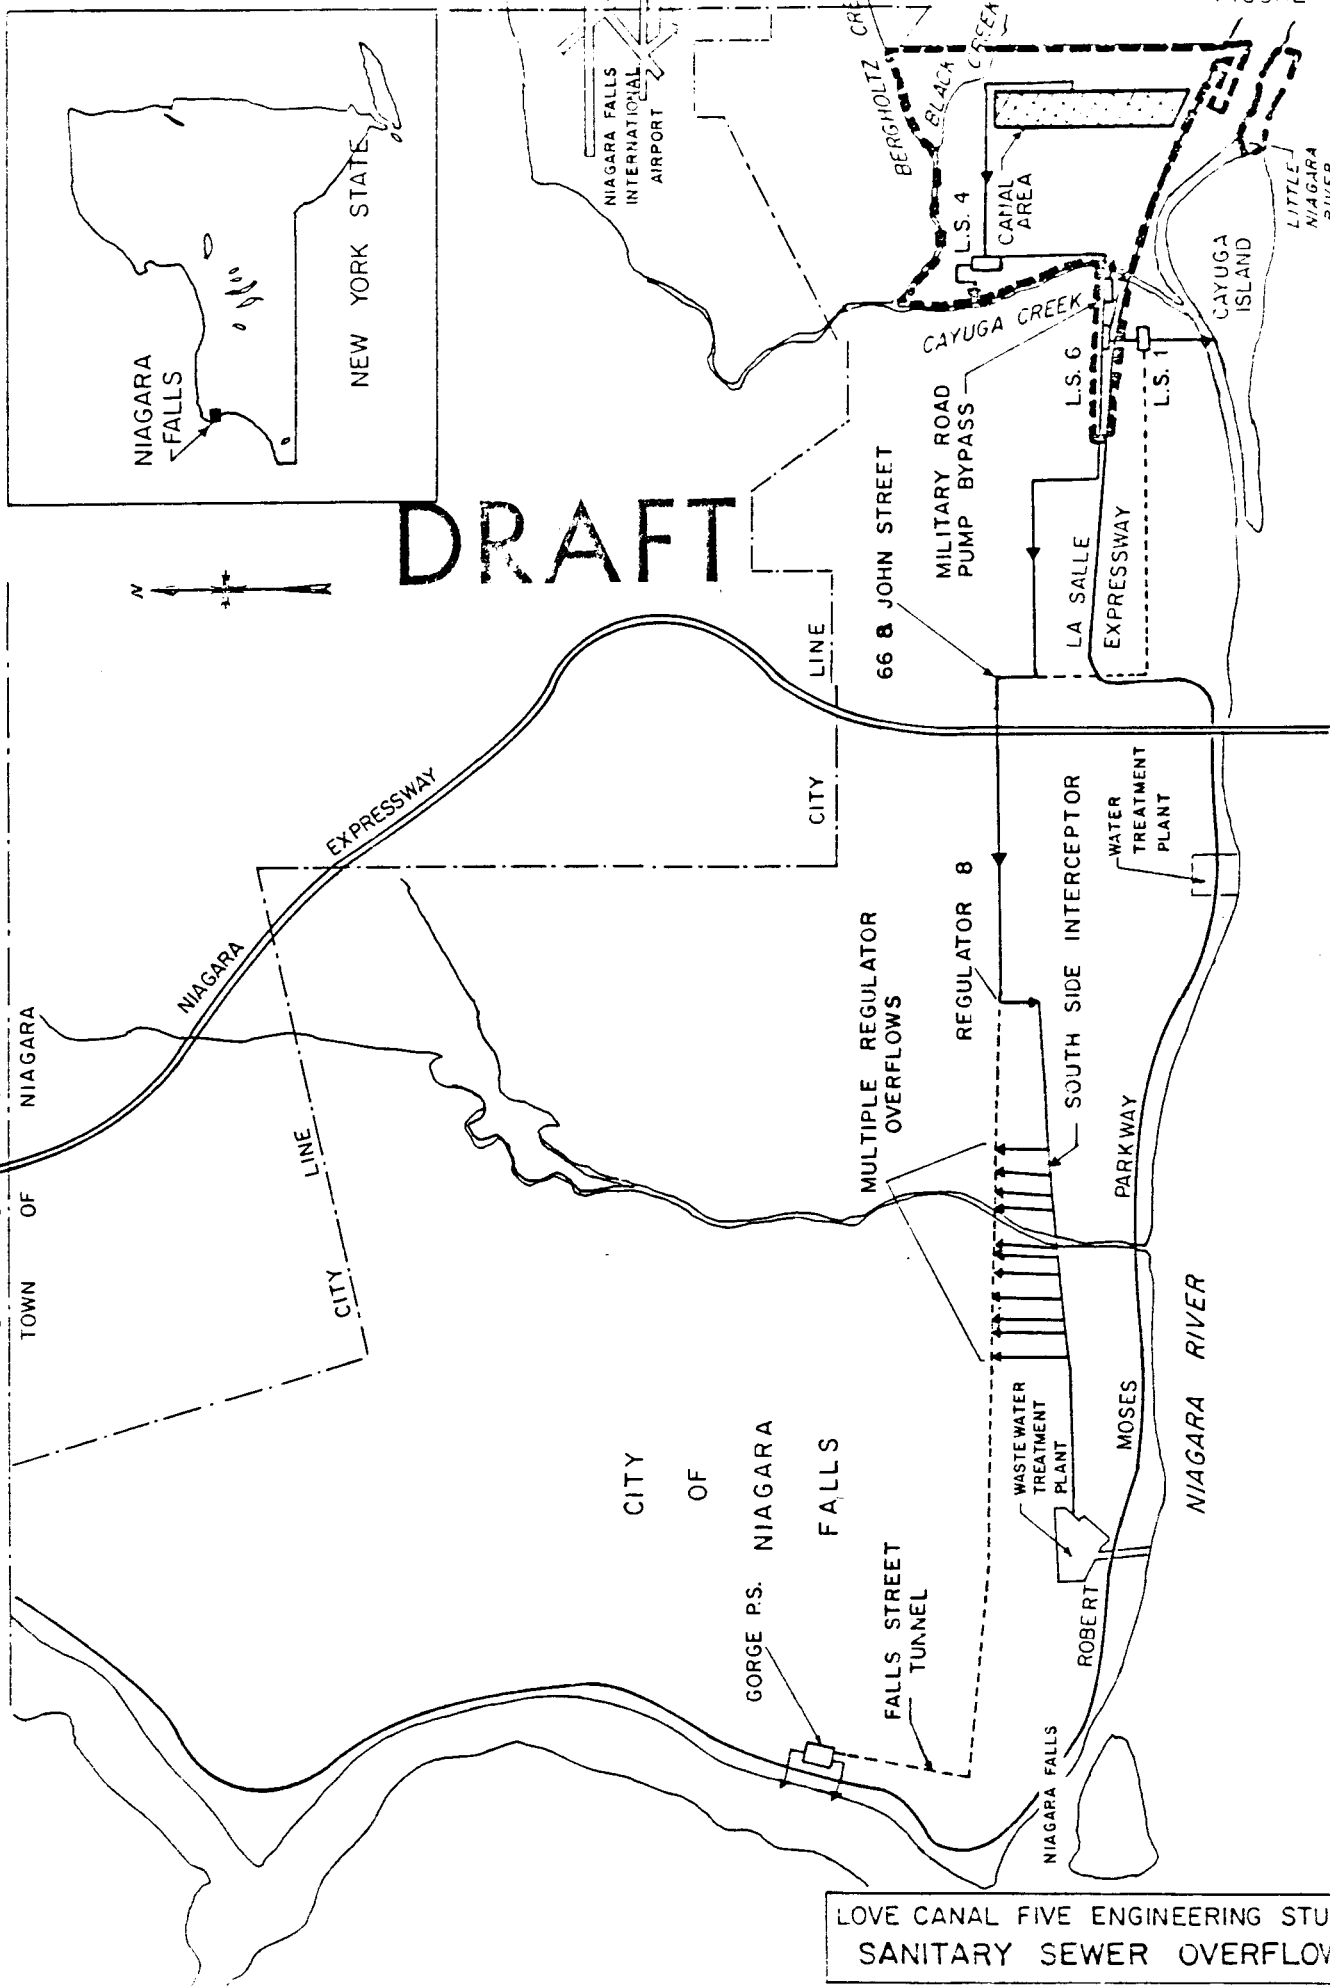 NIAGARA
FALLS
NEW YORK STATE
N
DRAFT
TOWN OF NIAGARA
NIAGARA EXPRESSWAY
CITY LINE
CITY LINE
NIAGARA FALLS
INTERNATIONAL
AIRPORT
BERGHOLTZ
BLACK CREEK
L.S. 4
CANAL
AREA
CAYUGA CREEK
CAYUGA
ISLAND
LITTLE
NIAGARA
RIVER
MILITARY ROAD
PUMP BYPASS
L.S. 6
L.S. 1
66 & JOHN STREET
LA SALLE
EXPRESSWAY
WATER
TREATMENT
PLANT
REGULATOR 8
SOUTH SIDE INTERCEPTOR
MULTIPLE REGULATOR
OVERFLOWS
ROBERT MOSES PARKWAY
NIAGARA RIVER
CITY
OF
NIAGARA
FALLS
WASTEWATER
TREATMENT
PLANT
GORGE P.S.
FALLS STREET
TUNNEL
NIAGARA FALLS
LOVE CANAL FIVE ENGINEERING STU
SANITARY SEWER OVERFLOW